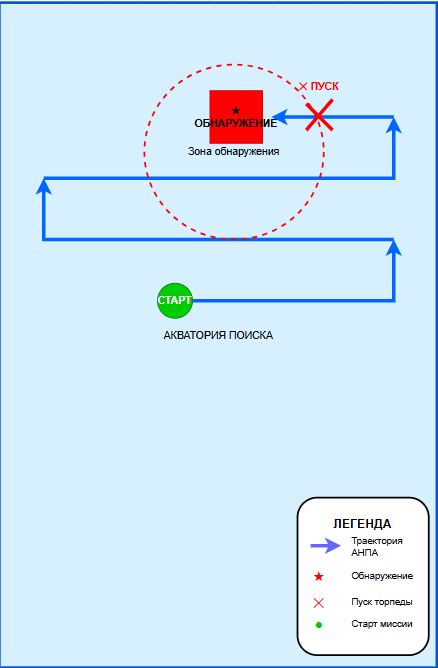 × ПУСК
ОБНАРУЖЕНИЕ
Зона обнаружения
СТАРТ
АКВАТОРИЯ ПОИСКА
ЛЕГЕНДА
Траектория
АНПА
Обнаружение
Пуск торпеды
Старт миссии